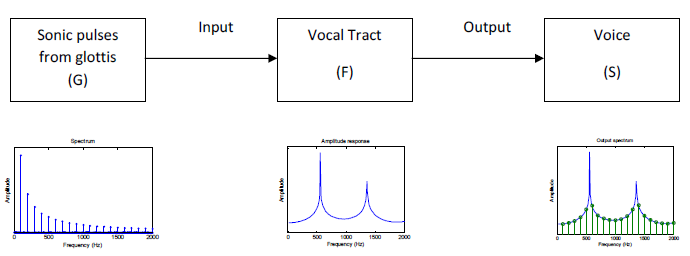 Sonic pulses
from glottis
(G)
Input
Vocal Tract
(F)
Output
Voice
(S)
Spectrum
Amplitude
0 500 1000 1500 2000
Frequency (Hz)
Amplitude response
Amplitude
0 500 1000 1500 2000
Frequency (Hz)
Output spectrum
Amplitude
0 500 1000 1500 2000
Frequency (Hz)